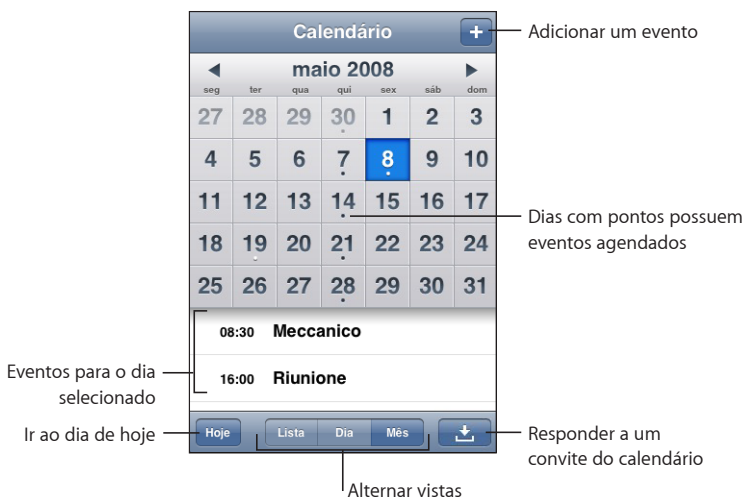 Calendário
+
Adicionar um evento
maio 2008
seg ter qua qui sex sáb dom
27 28 29 30 1 2 3
4 5 6 7 8 9 10
11 12 13 14 15 16 17
Dias com pontos possuem
eventos agendados
18 19 20 21 22 23 24
25 26 27 28 29 30 31
08:30 Meccanico
16:00 Riunione
Eventos para o dia
selecionado
Ir ao dia de hoje
Hoje
Lista Dia Mês
Responder a um
convite do calendário
Alternar vistas